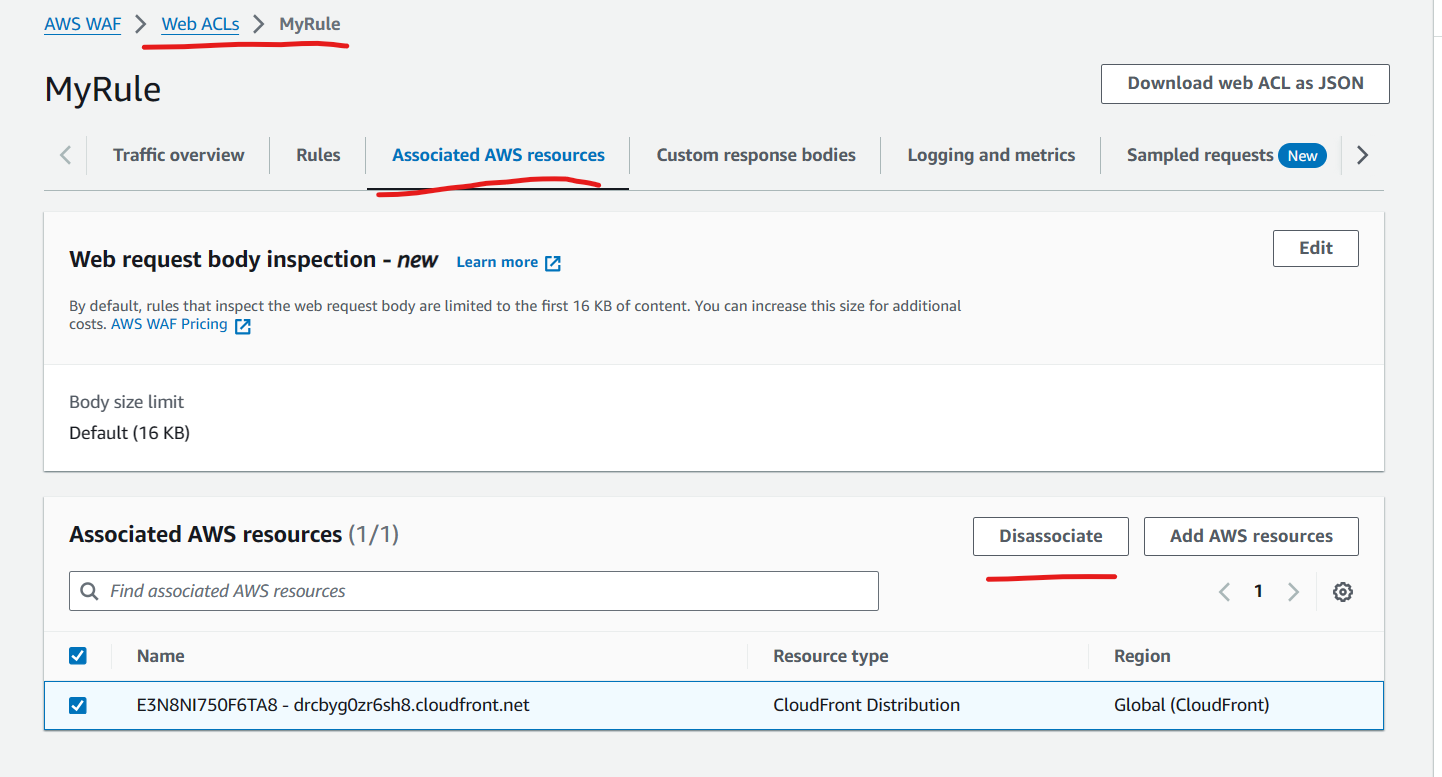 AWS WAF > Web ACLs > MyRule
MyRule
Download web ACL as JSON
Traffic overview
Rules
Associated AWS resources
Custom response bodies
Logging and metrics
Sampled requests New
Web request body inspection - new Learn more
Edit
By default, rules that inspect the web request body are limited to the first 16 KB of content. You can increase this size for additional
costs. AWS WAF Pricing
Body size limit
Default (16 KB)
Associated AWS resources (1/1)
Disassociate
Add AWS resources
Find associated AWS resources
1
Name Resource type Region
E3N8NI750F6TA8 - drcbyg0zr6sh8.cloudfront.net CloudFront Distribution Global (CloudFront)